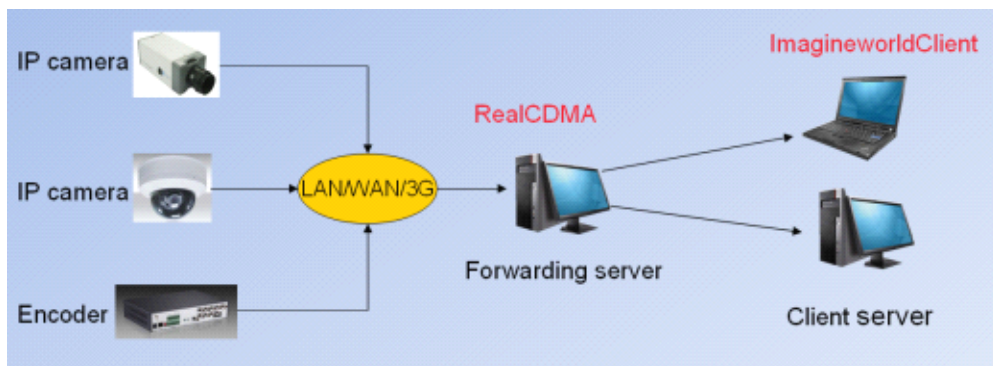 ImagineworldClient
IP camera
RealCDMA
IP camera
LAN/WAN/3G
Forwarding server
Encoder
Client server